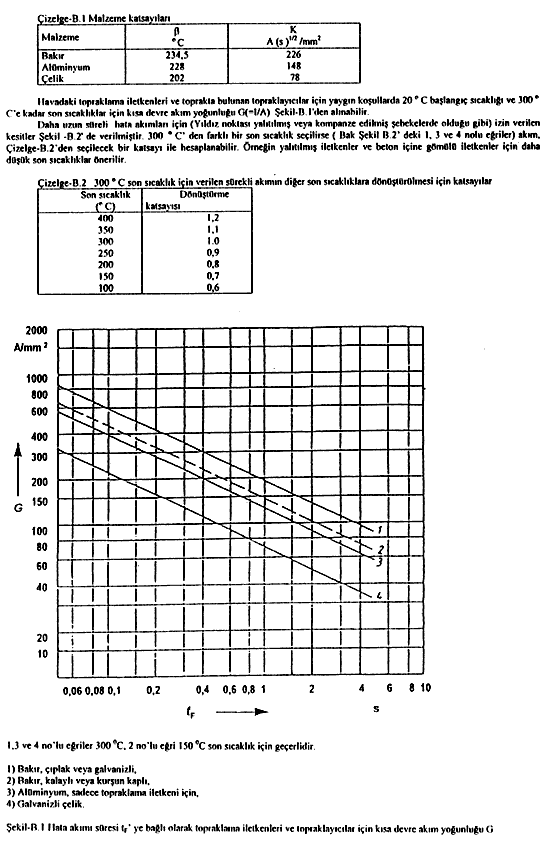 Çizelge-B.1 Malzeme katsayıları
Malzeme β °C K A (s)1/2 /mm2
Bakır 234,5 226
Alüminyum 228 148
Çelik 202 78
Havadaki topraklama iletkenleri ve toprakta bulunan topraklayıcılar için yaygın koşullarda 20 ° C başlangıç sıcaklığı ve 300 °
C'e kadar son sıcaklıklar için kısa devre akım yoğunluğu G(=I/A) Şekil-B.1'den alınabilir.
Daha uzun süreli hata akımları için (Yıldız noktası yalıtılmış veya kompanze edilmiş şebekelerde olduğu gibi) izin verilen
kesitler Şekil -B.2' de verilmiştir. 300 ° C' den farklı bir son sıcaklık seçilirse ( Bak Şekil B.2' deki 1, 3 ve 4 nolu eğriler) akım,
Çizelge-B.2'den seçilecek bir katsayı ile hesaplanabilir. Örneğin yalıtılmış iletkenler ve beton içine gömülü iletkenler için daha
düşük son sıcaklıklar önerilir.
Çizelge-B.2 300 ° C son sıcaklık için verilen sürekli akımın diğer son sıcaklıklara dönüştürülmesi için katsayılar
Son sıcaklık Dönüştürme
(° C) katsayısı
400 1,2
350 1,1
300 1.0
250 0,9
200 0,8
150 0,7
100 0,6
2000
A/mm 2
1000
800
600
400
300
200
G
150
100
80
60
40
20
10
1
2
3
4
0,06 0,08 0,1 0,2 0,4 0,6 0,8 1 2 4 6 8 10
tF s
1,3 ve 4 no'lu eğriler 300 °C, 2 no'lu eğri 150 °C son sıcaklık için geçerlidir.
1) Bakır, çıplak veya galvanizli,
2) Bakır, kalaylı veya kurşun kaplı,
3) Alüminyum, sadece topraklama iletkeni için,
4) Galvanizli çelik.
Şekil-B.1 Hata akımı süresi tF' ye bağlı olarak topraklama iletkenleri ve topraklayıcılar için kısa devre akım yoğunluğu G